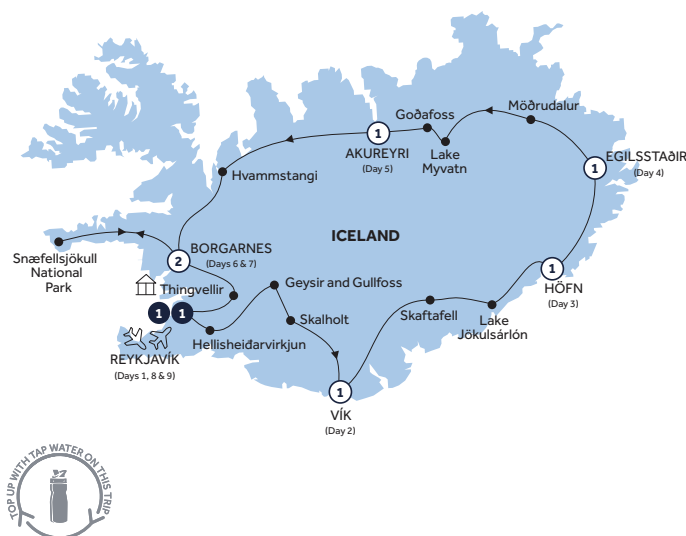 Goðafoss
Möðrudalur
1
AKUREYRI
(Day 5)
Lake
Myvatn
1
EGILSSTAÐIR
(Day 4)
Hvammstangi
ICELAND
2
BORGARNES
(Days 6 & 7)
Snæfellsjökull
National
Park
Thingvellir
Geysir and Gullfoss
1
HÖFN
(Day 3)
1
1
Skalholt
Skaftafell
Lake
Jökulsárlón
Hellisheiðarvirkjun
REYKJAVÍK
(Days 1, 8 & 9)
1
VÍK
(Day 2)
TOP UP WITH TAP WATER ON THIS TRIP